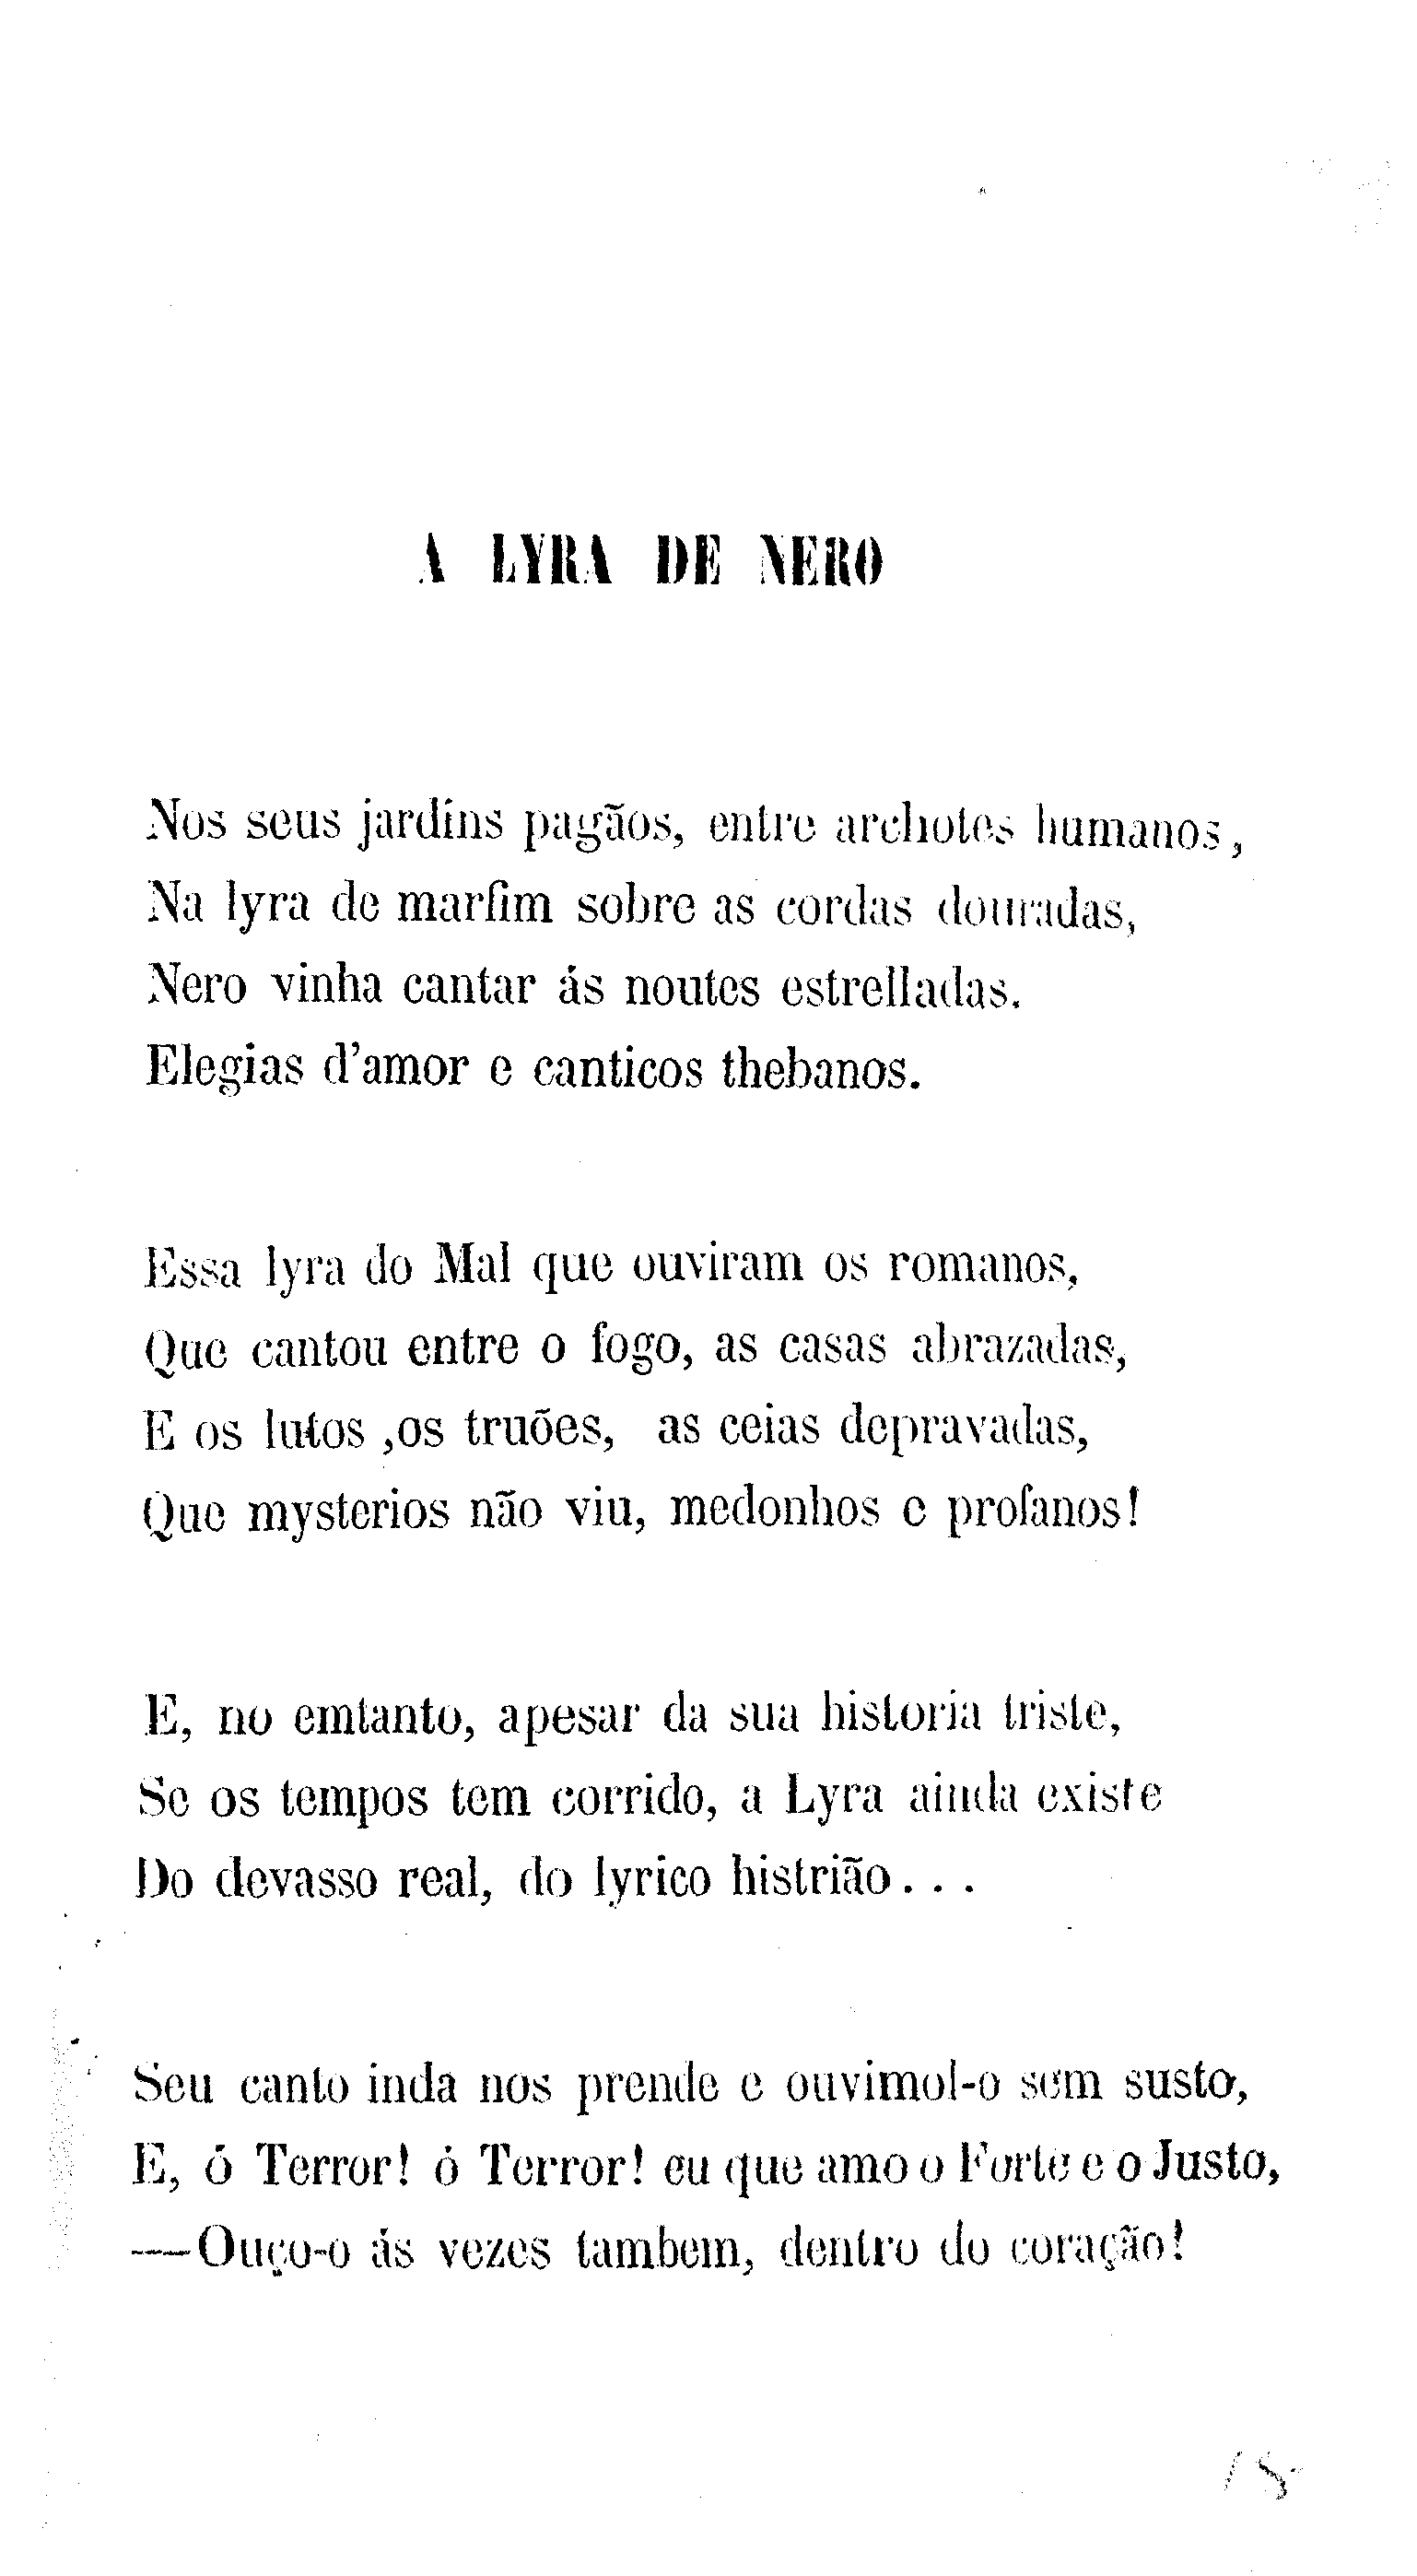 A LYRA DE NERO
Nos seus jardins pagãos, entre archotes humanos,
Na lyra de marfim sobre as cordas douradas,
Nero vinha cantar ás noutes estrelladas.
Elegias d'amor e canticos thebanos.
Essa lyra do Mal que ouviram os romanos,
Que cantou entre o fogo, as casas abrazadas,
E os lutos ,os truões, as ceias depravadas,
Que mysterios não viu, medonhos e profanos!
E, no emtanto, apesar da sua historia triste,
Se os tempos tem corrido, a Lyra ainda existe
Do devasso real, do lyrico histrião...
Seu canto inda nos prende e ouvimol-o sem susto,
E, ó Terror! ó Terror! eu que amo o Forte e o Justo,
—Ouço-o ás vezes tambem, dentro do coração!